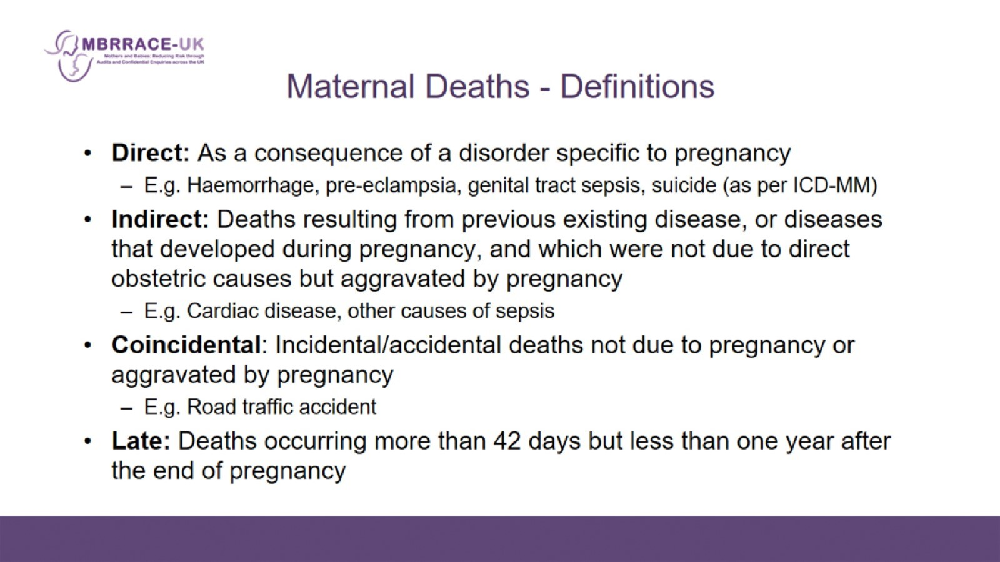 MBRRACE-UK
Mothers and Babies: Reducing Risk through
Audits and Confidential Enquiries across the UK
Maternal Deaths - Definitions
• Direct: As a consequence of a disorder specific to pregnancy
– E.g. Haemorrhage, pre-eclampsia, genital tract sepsis, suicide (as per ICD-MM)
• Indirect: Deaths resulting from previous existing disease, or diseases
that developed during pregnancy, and which were not due to direct
obstetric causes but aggravated by pregnancy
– E.g. Cardiac disease, other causes of sepsis
• Coincidental: Incidental/accidental deaths not due to pregnancy or
aggravated by pregnancy
– E.g. Road traffic accident
• Late: Deaths occurring more than 42 days but less than one year after
the end of pregnancy